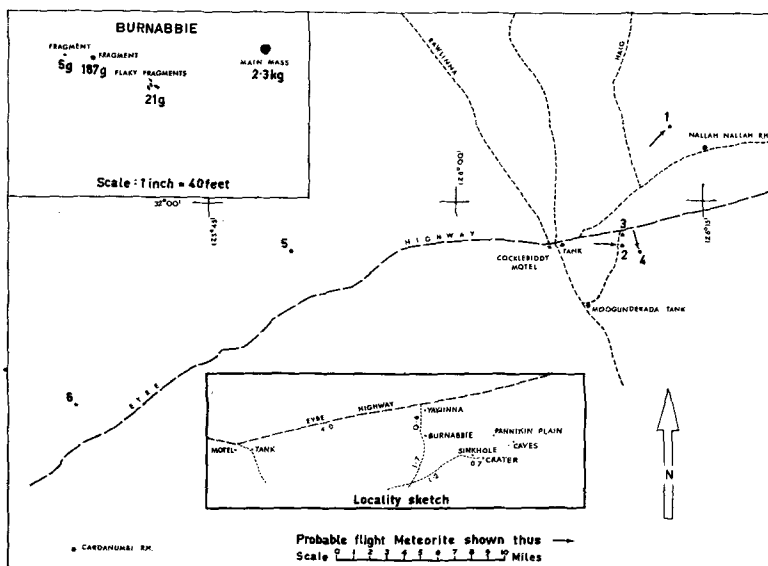 BURNABBIE
FRAGMENT
5g
FRAGMENT
187g
FLAKY FRAGMENTS
21g
MAIN MASS
2·3kg
Scale : 1 inch = 40 feet
RAWLINNA
HAIG
1
NALLAH NALLAH RH.
32°00'
125°45'
126°00'
126°15'
HIGHWAY
COCKLEBIDDY
MOTEL
TANK
3
2
4
5
MOOGUNDERADA TANK
6
EYRE
N
EYRE HIGHWAY
4·0
YAYINNA
0·4
BURNABBIE
MOTEL
TANK
1·7
PANNIKIN PLAIN
CAVES
SINKHOLE
CRATER
0·7
Locality sketch
CARDANUMBI RH.
Probable flight Meteorite shown thus
Scale 0 1 2 3 4 5 6 7 8 9 10 Miles